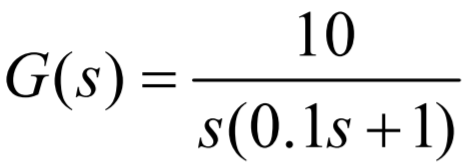 G(s) = 10 / s(0.1s + 1)